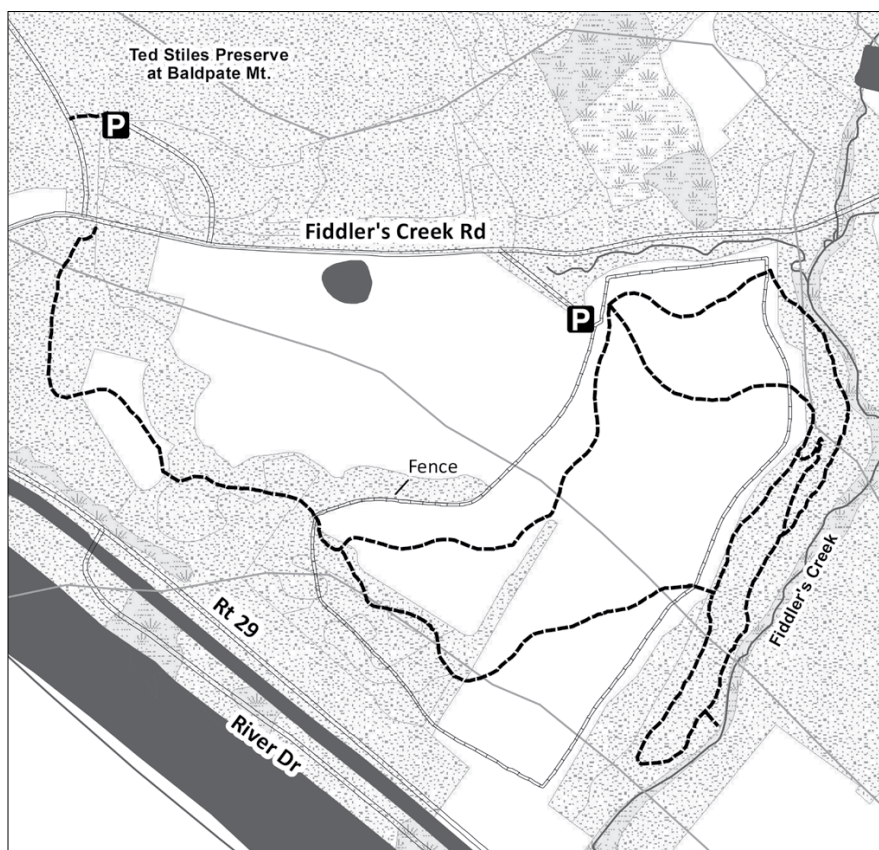 Ted Stiles Preserve
at Baldpate Mt.
P
Fiddler's Creek Rd
P
Fence
Fiddler's Creek
Rt 29
River Dr